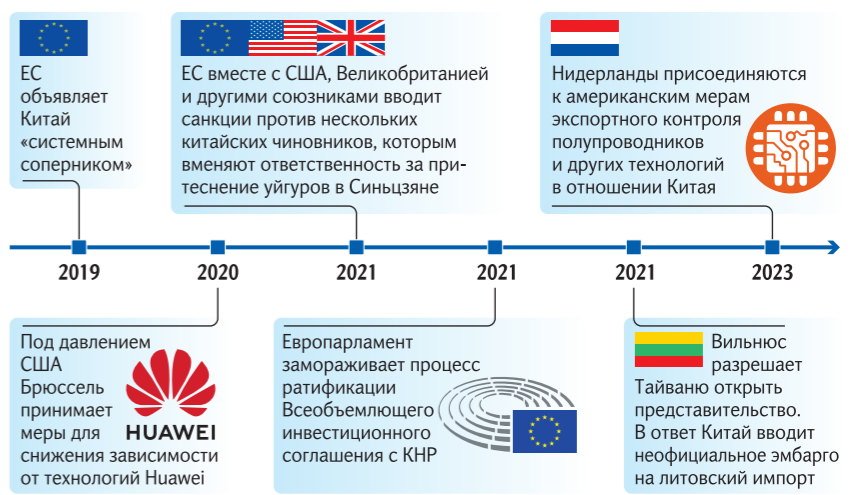 ЕС
объявляет
Китай
«системным
соперником»
ЕС вместе с США, Великобританией
и другими союзниками вводит
санкции против нескольких
китайских чиновников, которым
вменяют ответственность за при-
теснение уйгуров в Синьцзяне
Нидерланды присоединяются
к американским мерам
экспортного контроля
полупроводников
и других технологий
в отношении Китая
2019
2020
2021
2021
2021
2023
Под давлением
США
Брюссель
принимает
меры для
снижения зависимости
от технологий Huawei
HUAWEI
Европарламент
замораживает процесс
ратификации
Всеобъемлющего
инвестиционного
соглашения с КНР
Вильнюс
разрешает
Тайваню открыть
представительство.
В ответ Китай вводит
неофициальное эмбарго
на литовский импорт